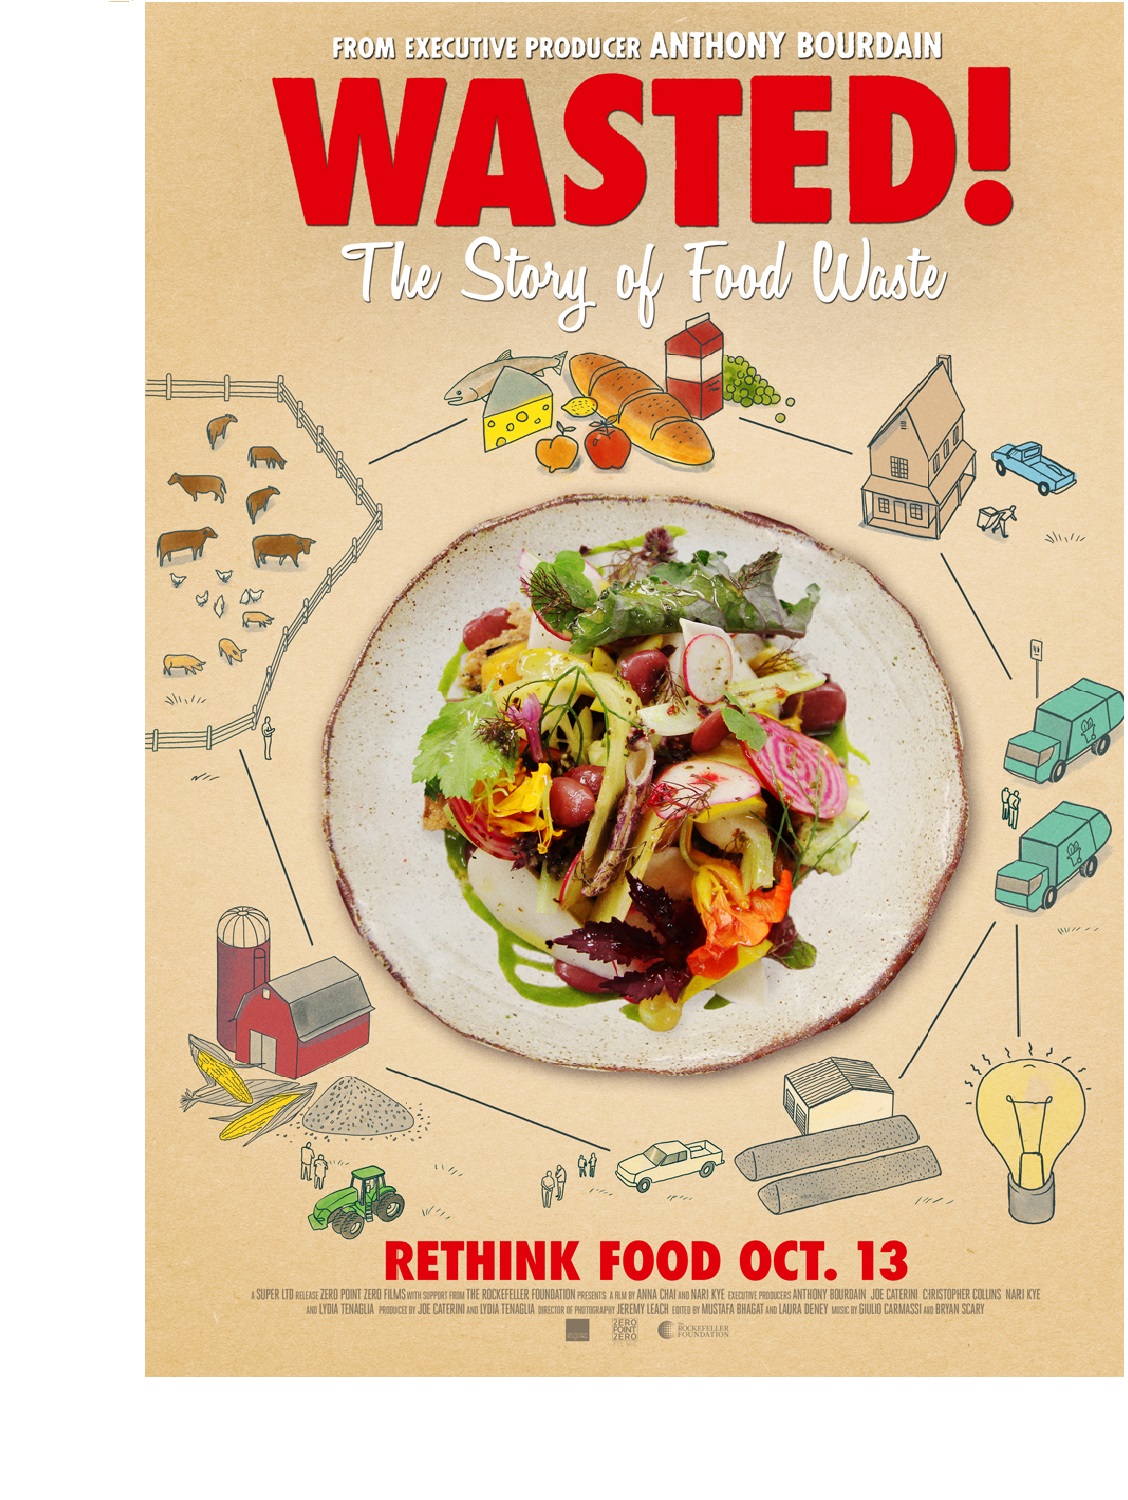 FROM EXECUTIVE PRODUCER ANTHONY BOURDAIN
WASTED!
The Story of Food Waste
RETHINK FOOD OCT. 13
A SUPER LTD RELEASE ZERO POINT ZERO FILMS WITH SUPPORT FROM THE ROCKEFELLER FOUNDATION PRESENTS A FILM BY ANNA CHAI AND NARI KYE EXECUTIVE PRODUCERS ANTHONY BOURDAIN JOE CATERINI CHRISTOPHER COLLINS NARI KYE
AND LYDIA TENAGLIA PRODUCED BY JOE CATERINI AND LYDIA TENAGLIA DIRECTOR OF PHOTOGRAPHY JEREMY LEACH EDITED BY MUSTAFA BHAGAT AND LAURA DENEY MUSIC BY GIULIO CARMASSI AND BRYAN SCARY
ZERO
POINT
ZERO
ROCKEFELLER
FOUNDATION